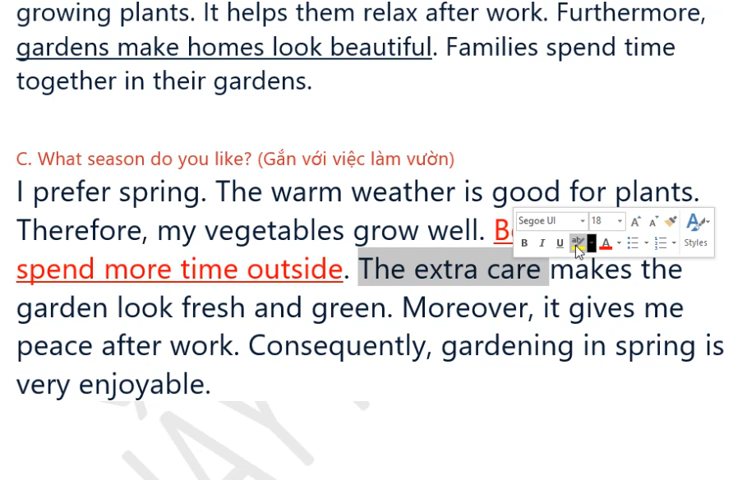 growing plants. It helps them relax after work. Furthermore,
gardens make homes look beautiful. Families spend time
together in their gardens.
C. What season do you like? (Gắn với việc làm vườn)
I prefer spring. The warm weather is good for plants.
Therefore, my vegetables grow well.
Segoe UI 18
B I U Styles
spend more time outside. The extra care makes the
garden look fresh and green. Moreover, it gives me
peace after work. Consequently, gardening in spring is
very enjoyable.